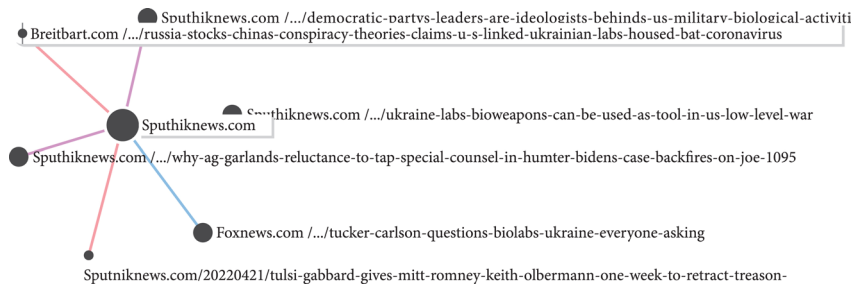 Sputhiknews.com /.../democratic-partys-leaders-are-ideologists-behinds-us-military-biological-activiti
Breitbart.com /.../russia-stocks-chinas-conspiracy-theories-claims-u-s-linked-ukrainian-labs-housed-bat-coronavirus
Sputhiknews.com /.../ukraine-labs-bioweapons-can-be-used-as-tool-in-us-low-level-war
Sputhiknews.com
Sputhiknews.com /.../why-ag-garlands-reluctance-to-tap-special-counsel-in-humter-bidens-case-backfires-on-joe-1095
Foxnews.com /.../tucker-carlson-questions-biolabs-ukraine-everyone-asking
Sputniknews.com/20220421/tulsi-gabbard-gives-mitt-romney-keith-olbermann-one-week-to-retract-treason-